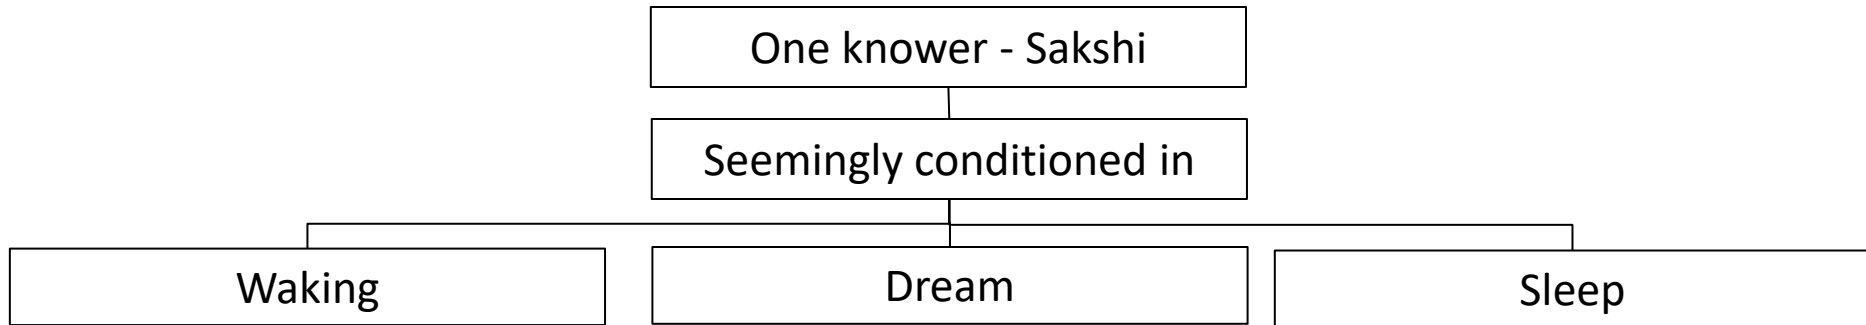 One knower - Sakshi
Seemingly conditioned in
Waking
Dream
Sleep